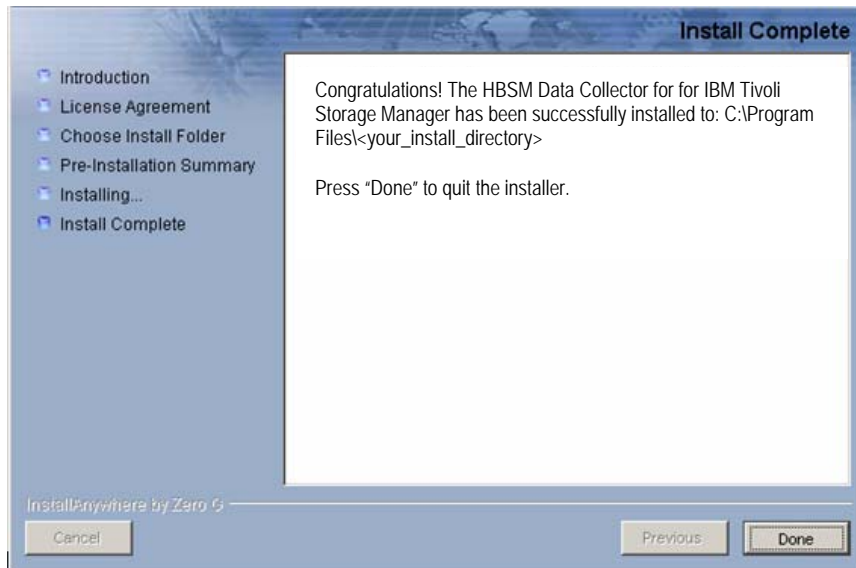 Install Complete
Introduction
License Agreement
Choose Install Folder
Pre-Installation Summary
Installing...
Install Complete
Congratulations! The HBSM Data Collector for for IBM Tivoli
Storage Manager has been successfully installed to: C:\Program
Files\<your_install_directory>
Press “Done” to quit the installer.
InstallAnywhere by Zero G
Cancel
Previous
Done